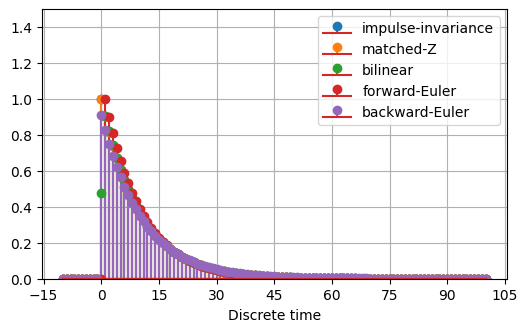 1.4
1.2
1.0
0.8
0.6
0.4
0.2
0.0
impulse-invariance
matched-Z
bilinear
forward-Euler
backward-Euler
−15 0 15 30 45 60 75 90 105
Discrete time